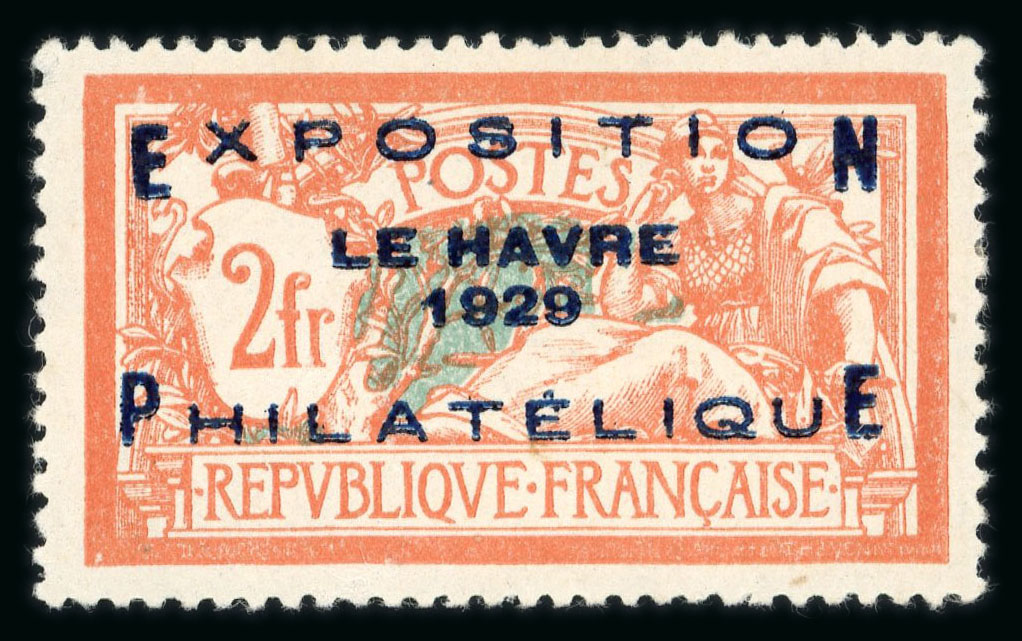 EXPOSITION
POSTES
LE HAVRE
2fr
1929
PHILATÉLIQUE
·REPVBLIQVE·FRANÇAISE·